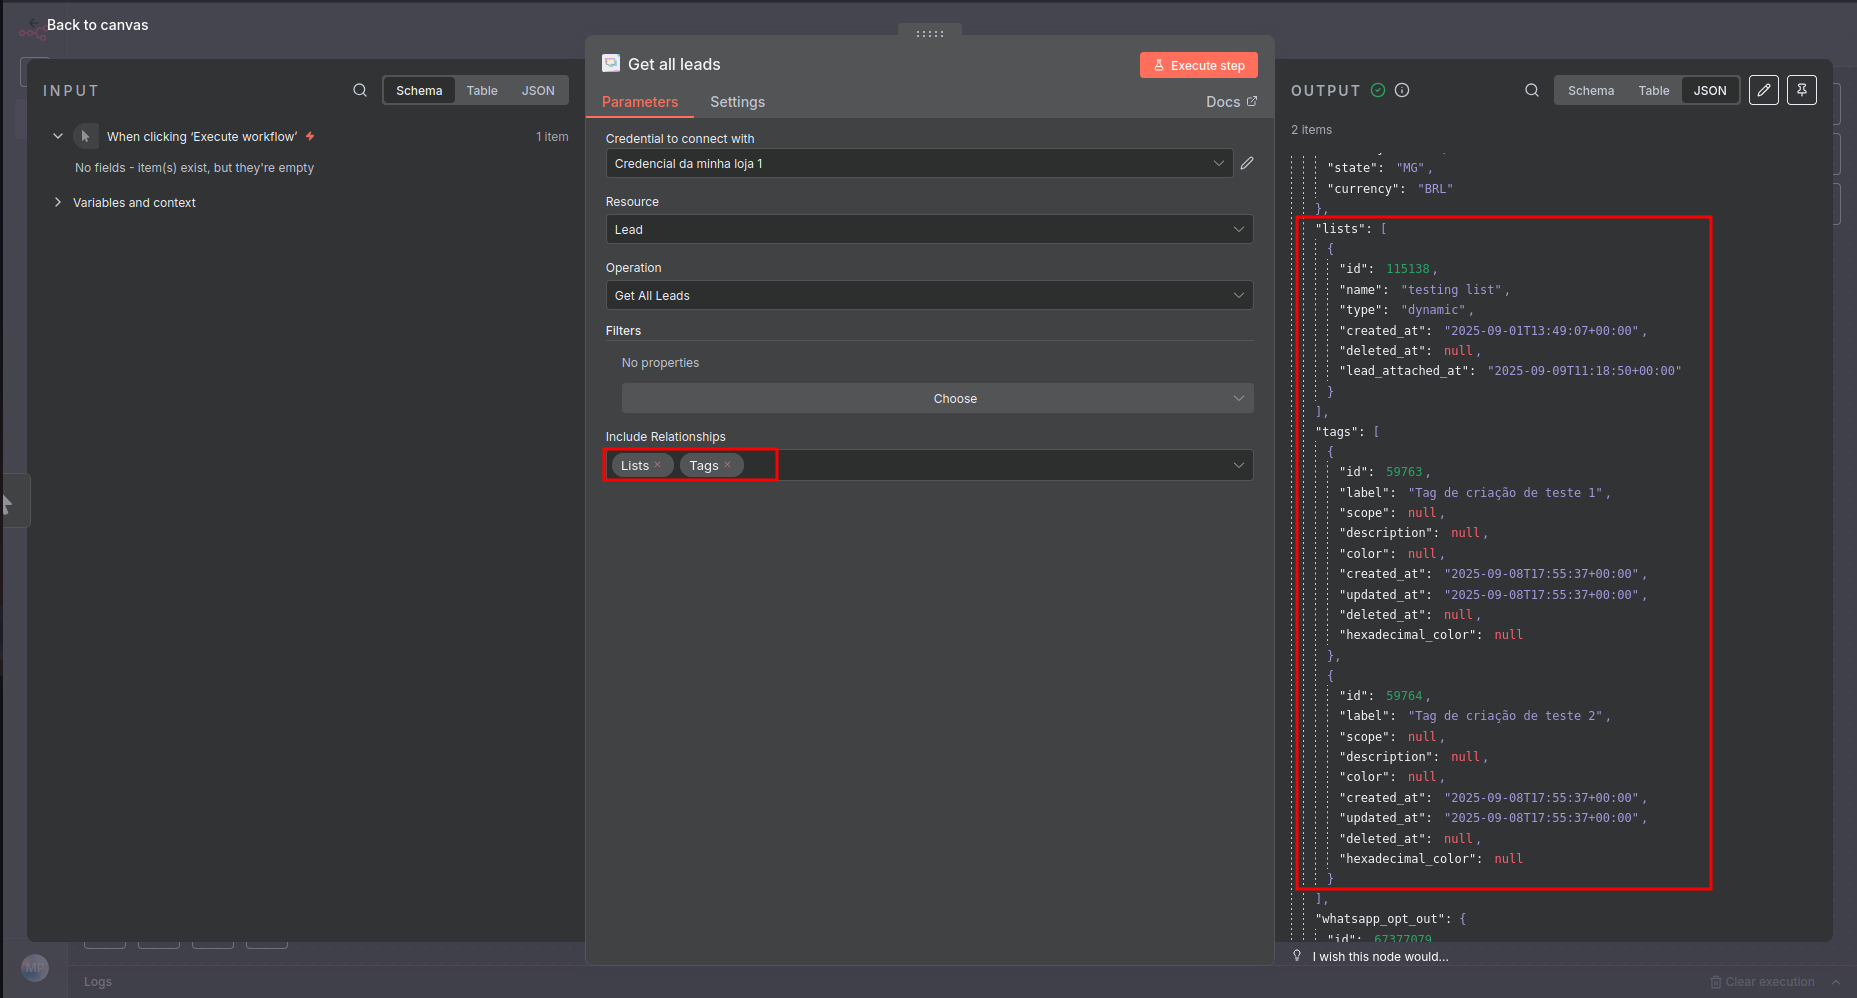 Back to canvas
INPUT
Schema
Table
JSON
When clicking ‘Execute workflow’
1 item
No fields - item(s) exist, but they're empty
Variables and context
Get all leads
Execute step
Parameters
Settings
Docs
Credential to connect with
Credencial da minha loja 1
Resource
Lead
Operation
Get All Leads
Filters
No properties
Choose
Include Relationships
Lists ×
Tags ×
OUTPUT
Schema
Table
JSON
2 items
"state": "MG",
"currency": "BRL"
},
"lists": [
{
"id": 115138,
"name": "testing list",
"type": "dynamic",
"created_at": "2025-09-01T13:49:07+00:00",
"deleted_at": null,
"lead_attached_at": "2025-09-09T11:18:50+00:00"
}
],
"tags": [
{
"id": 59763,
"label": "Tag de criação de teste 1",
"scope": null,
"description": null,
"color": null,
"created_at": "2025-09-08T17:55:37+00:00",
"updated_at": "2025-09-08T17:55:37+00:00",
"deleted_at": null,
"hexadecimal_color": null
},
{
"id": 59764,
"label": "Tag de criação de teste 2",
"scope": null,
"description": null,
"color": null,
"created_at": "2025-09-08T17:55:37+00:00",
"updated_at": "2025-09-08T17:55:37+00:00",
"deleted_at": null,
"hexadecimal_color": null
}
],
"whatsapp_opt_out": {
"id": 67377079
I wish this node would...
MP
Logs
Clear execution